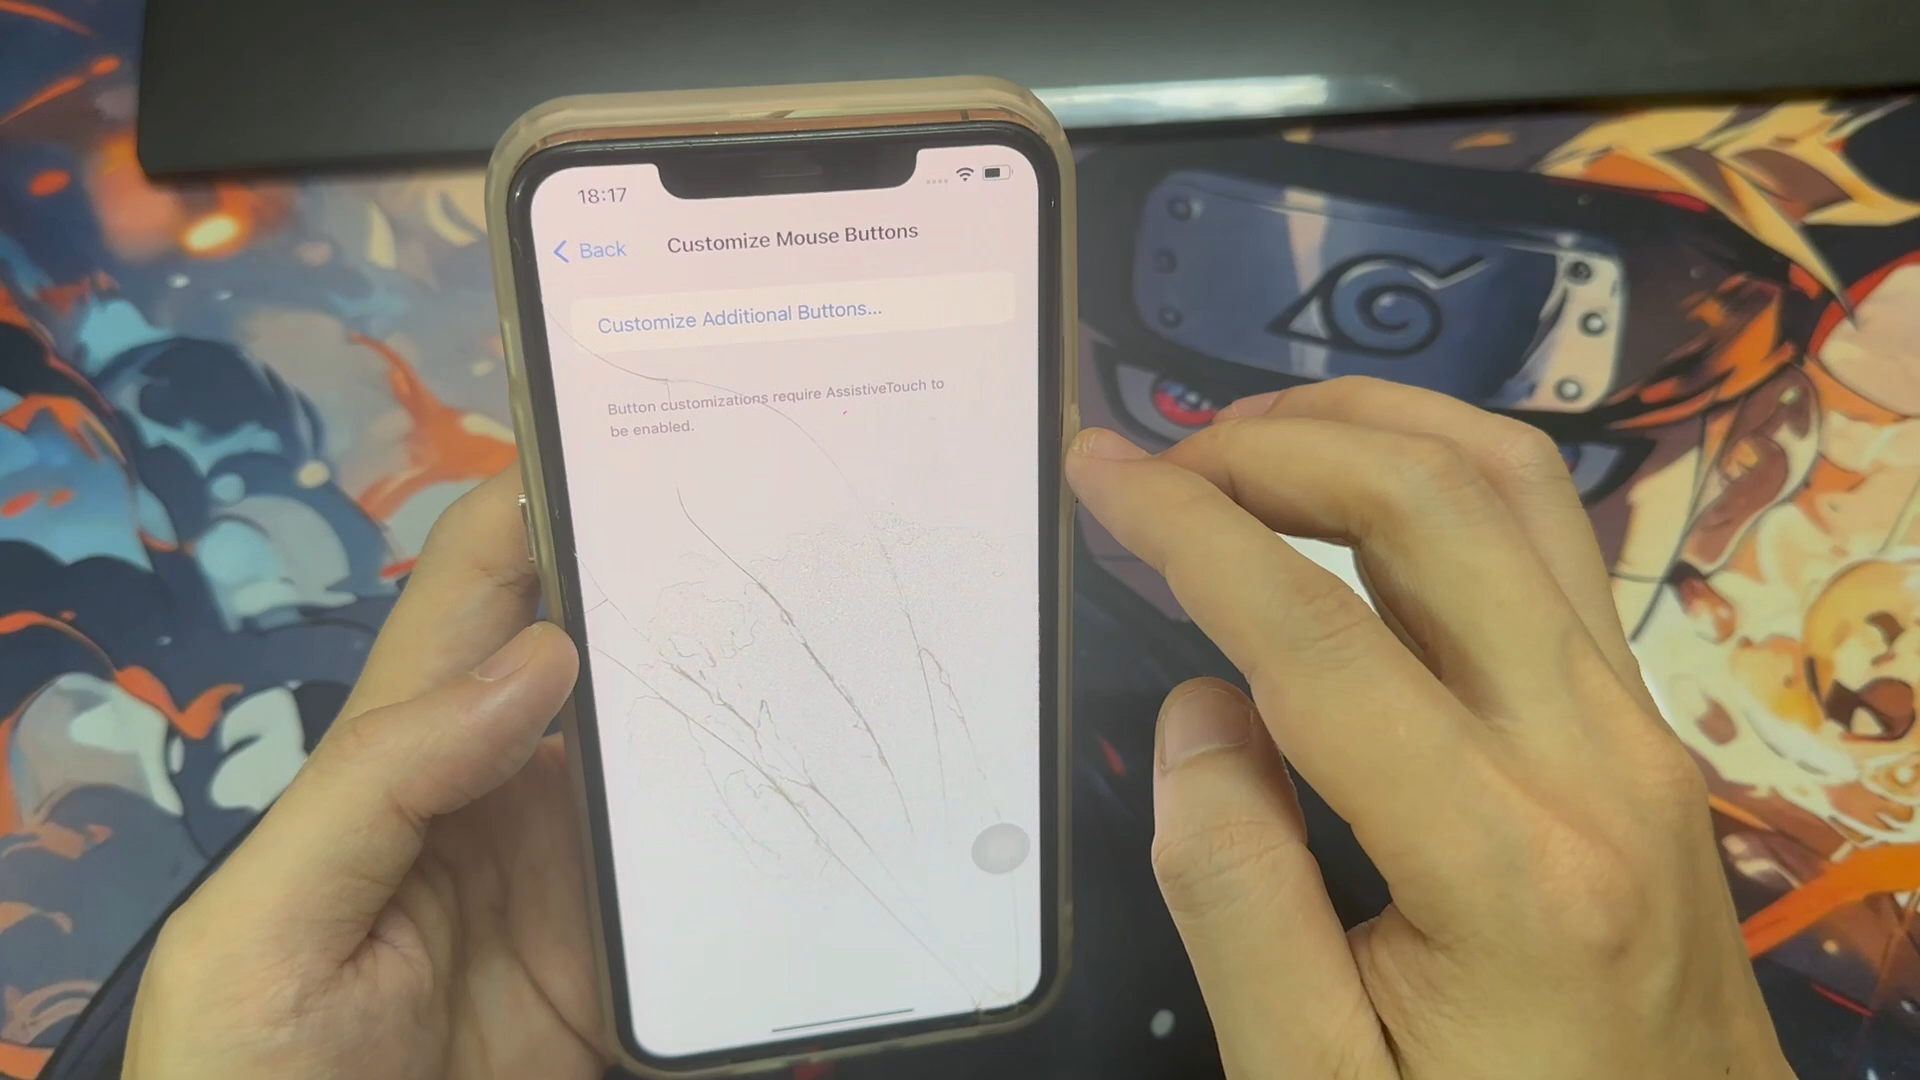 18:17
Back
Customize Mouse Buttons
Customize Additional Buttons...
Button customizations require AssistiveTouch to
be enabled.